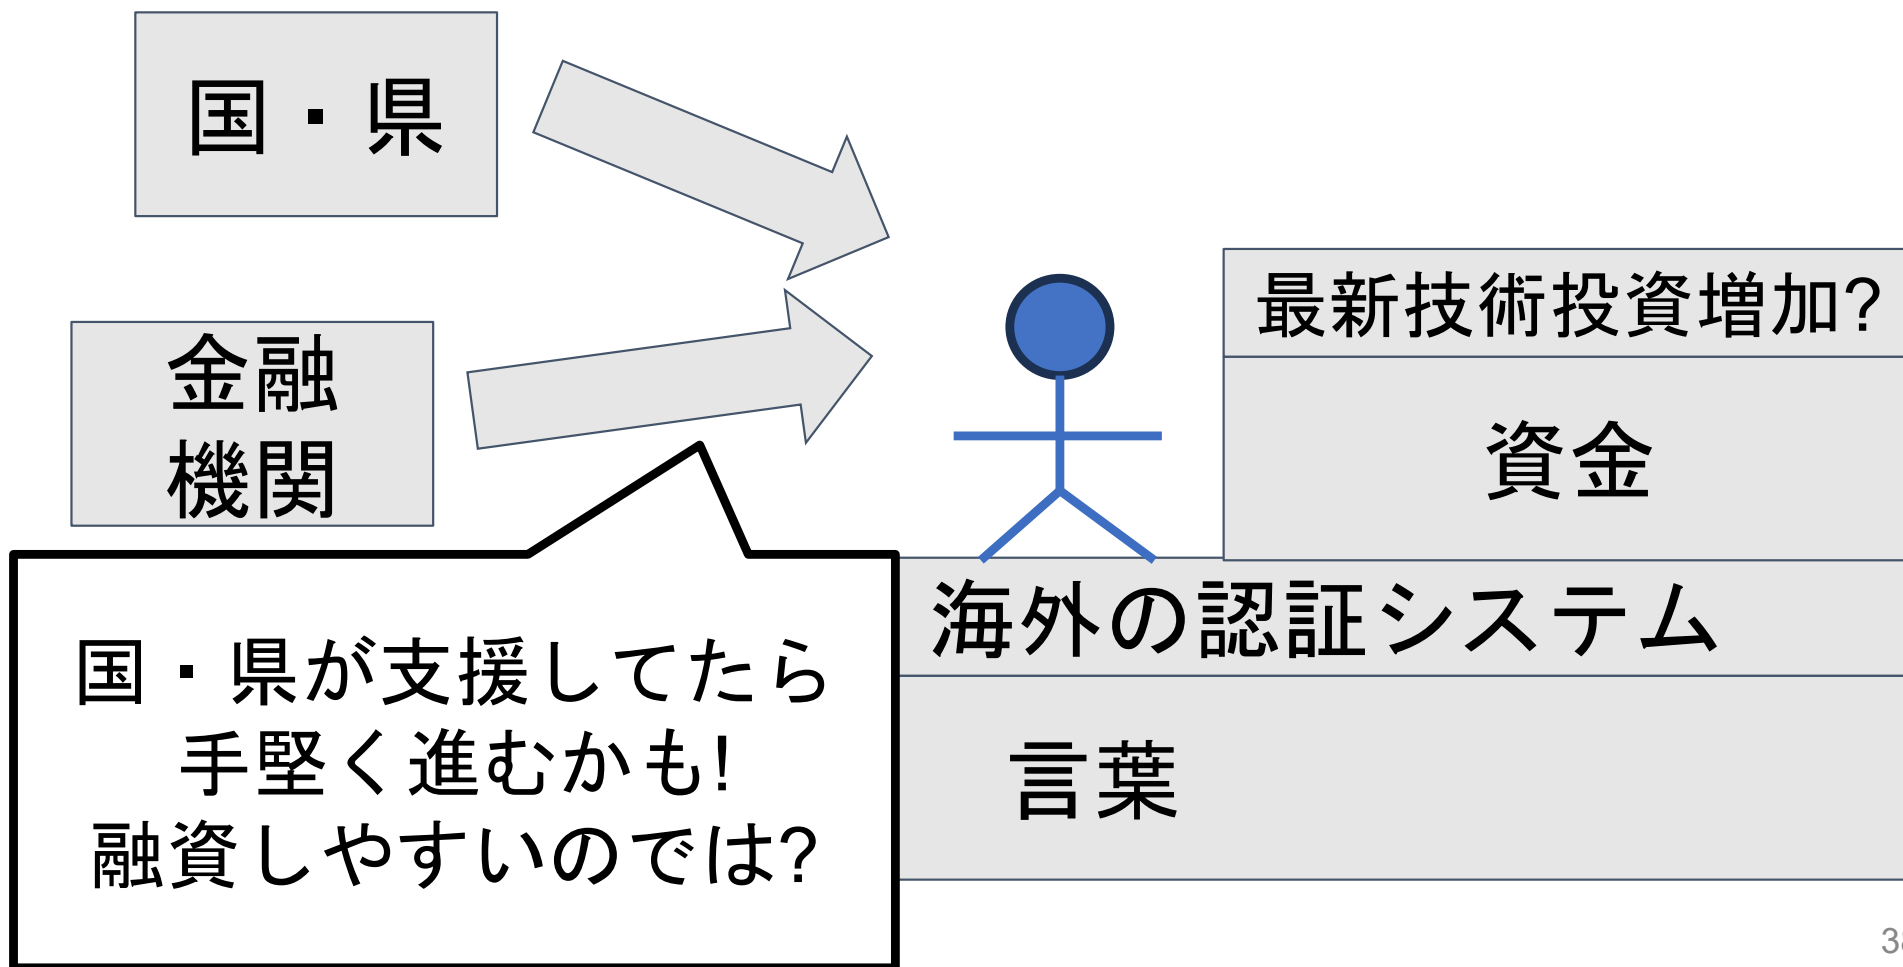 国・県
金融
機関
最新技術投資増加?
資金
海外の認証システム
言葉
国・県が支援してたら
手堅く進むかも!
融資しやすいのでは?